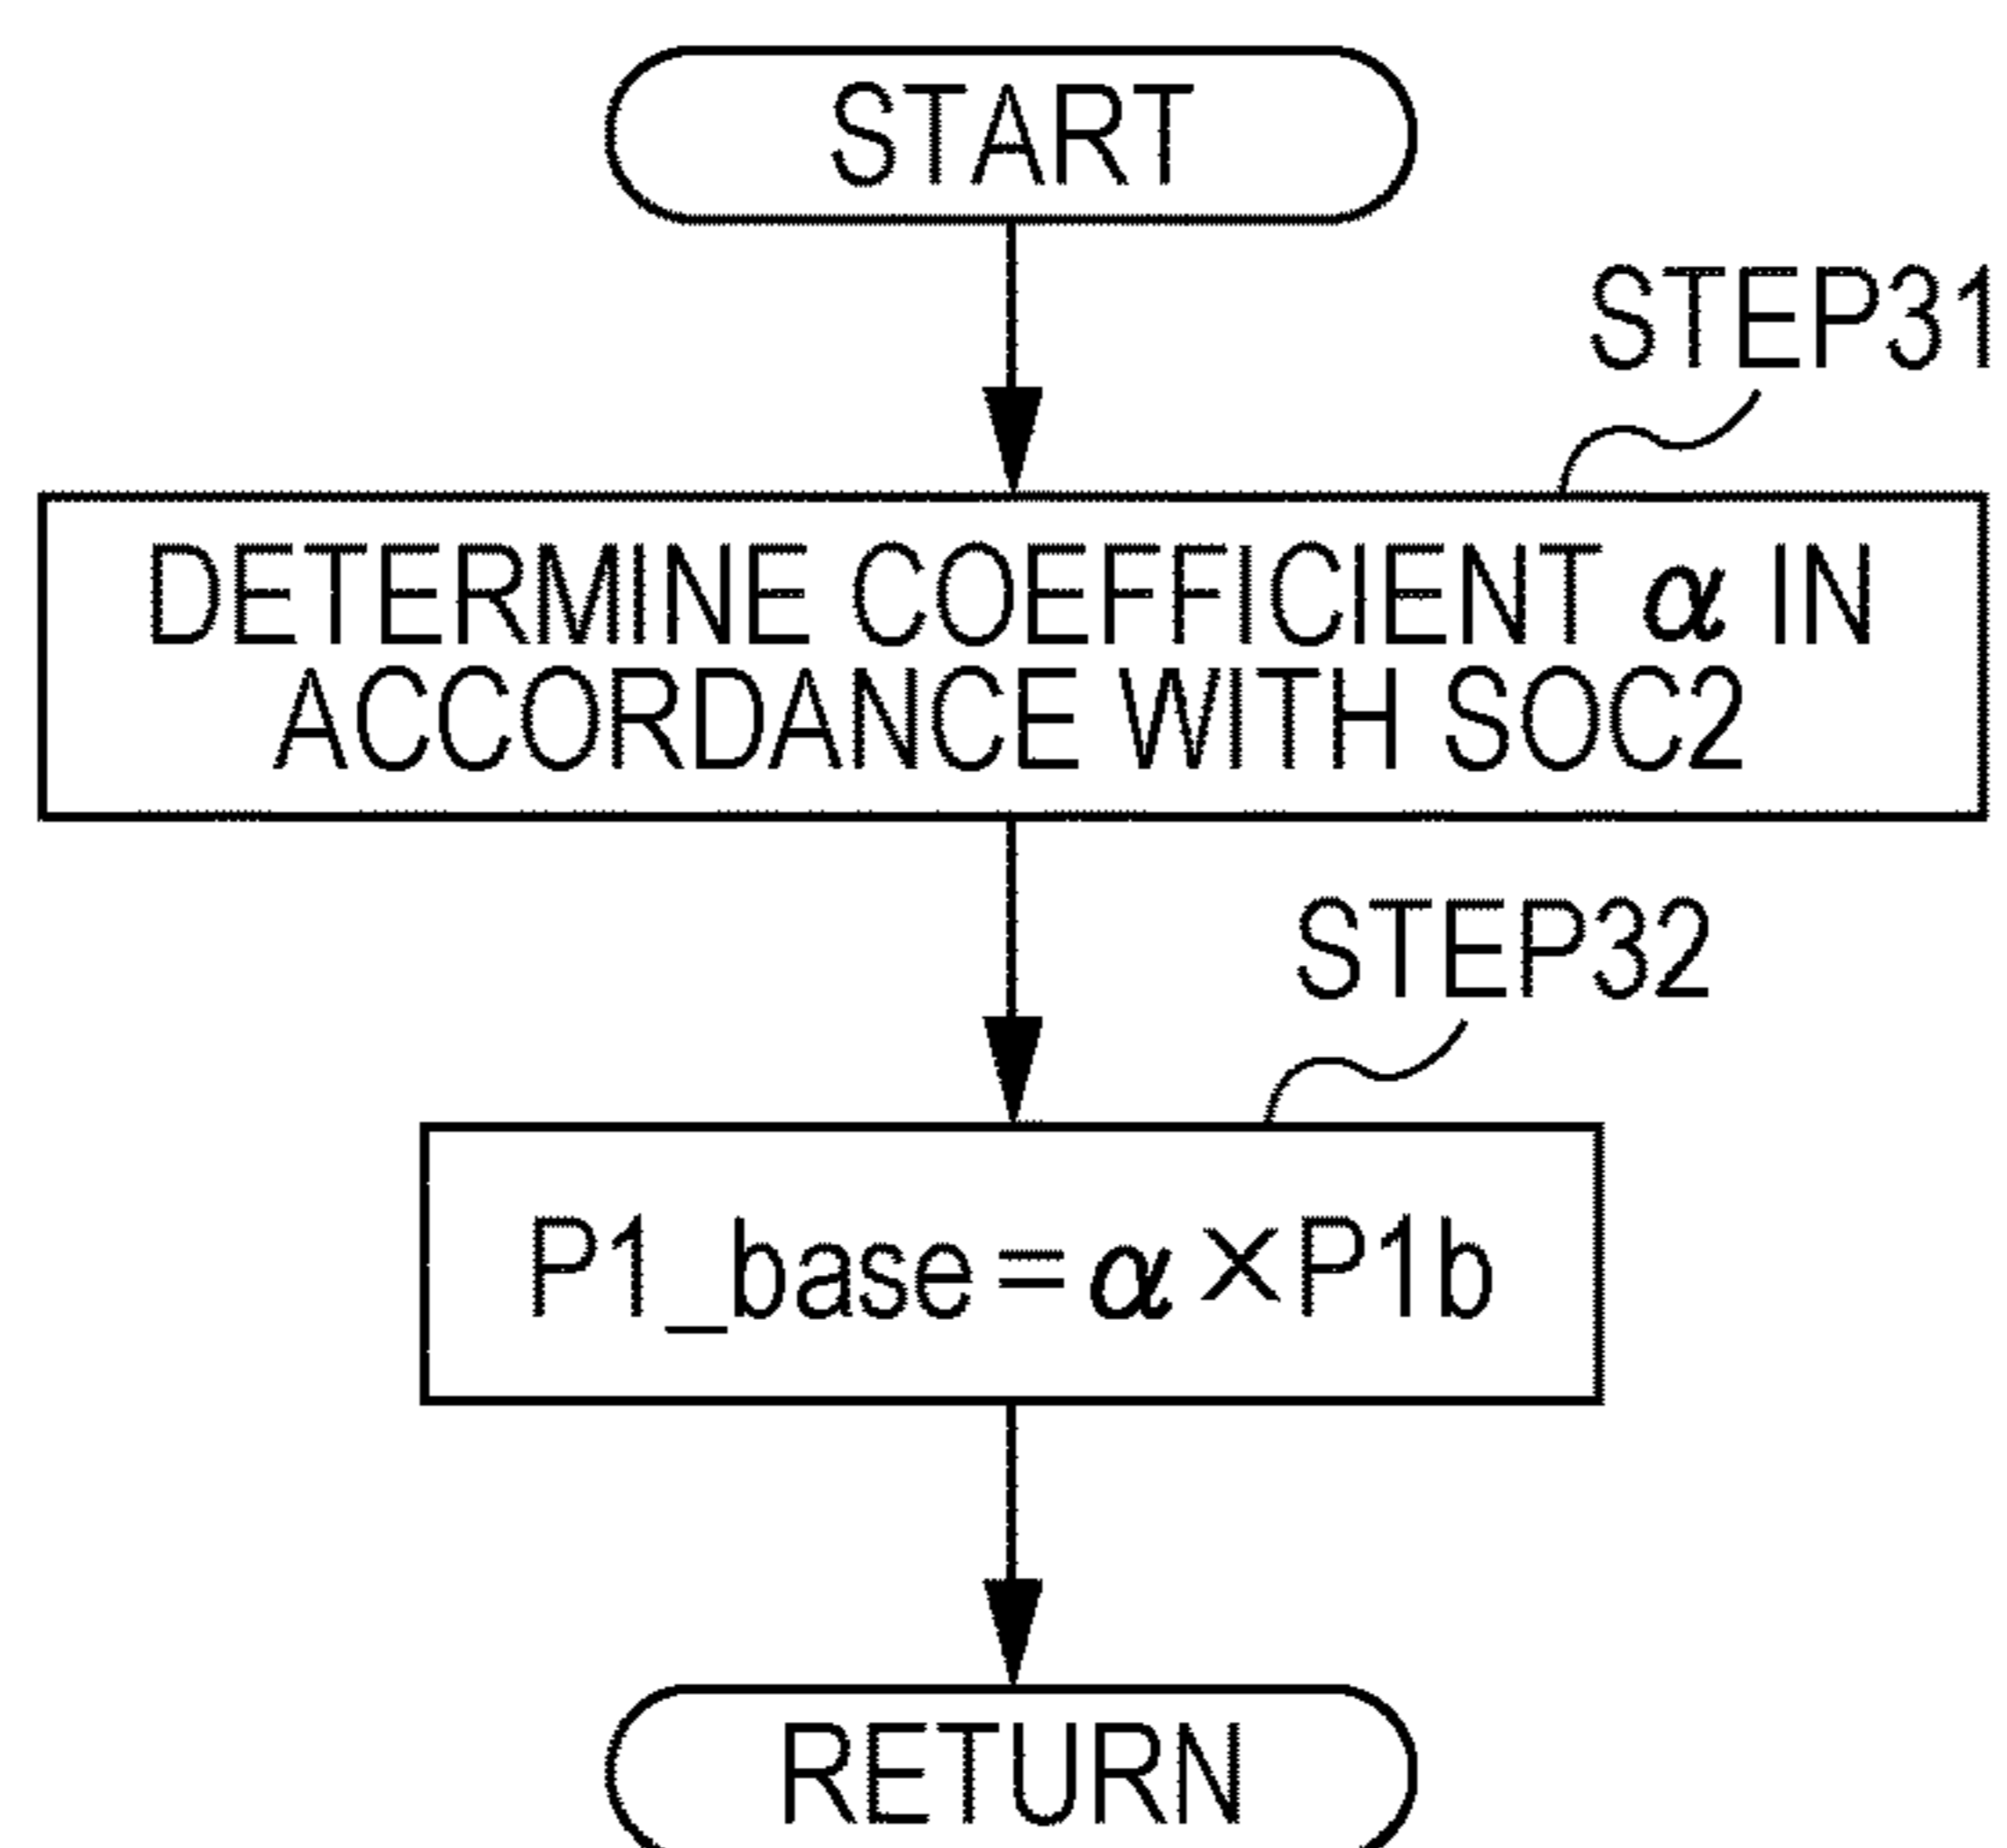 START
STEP31
DETERMINE COEFFICIENT α IN
ACCORDANCE WITH SOC2
STEP32
P1_base=α×P1b
RETURN